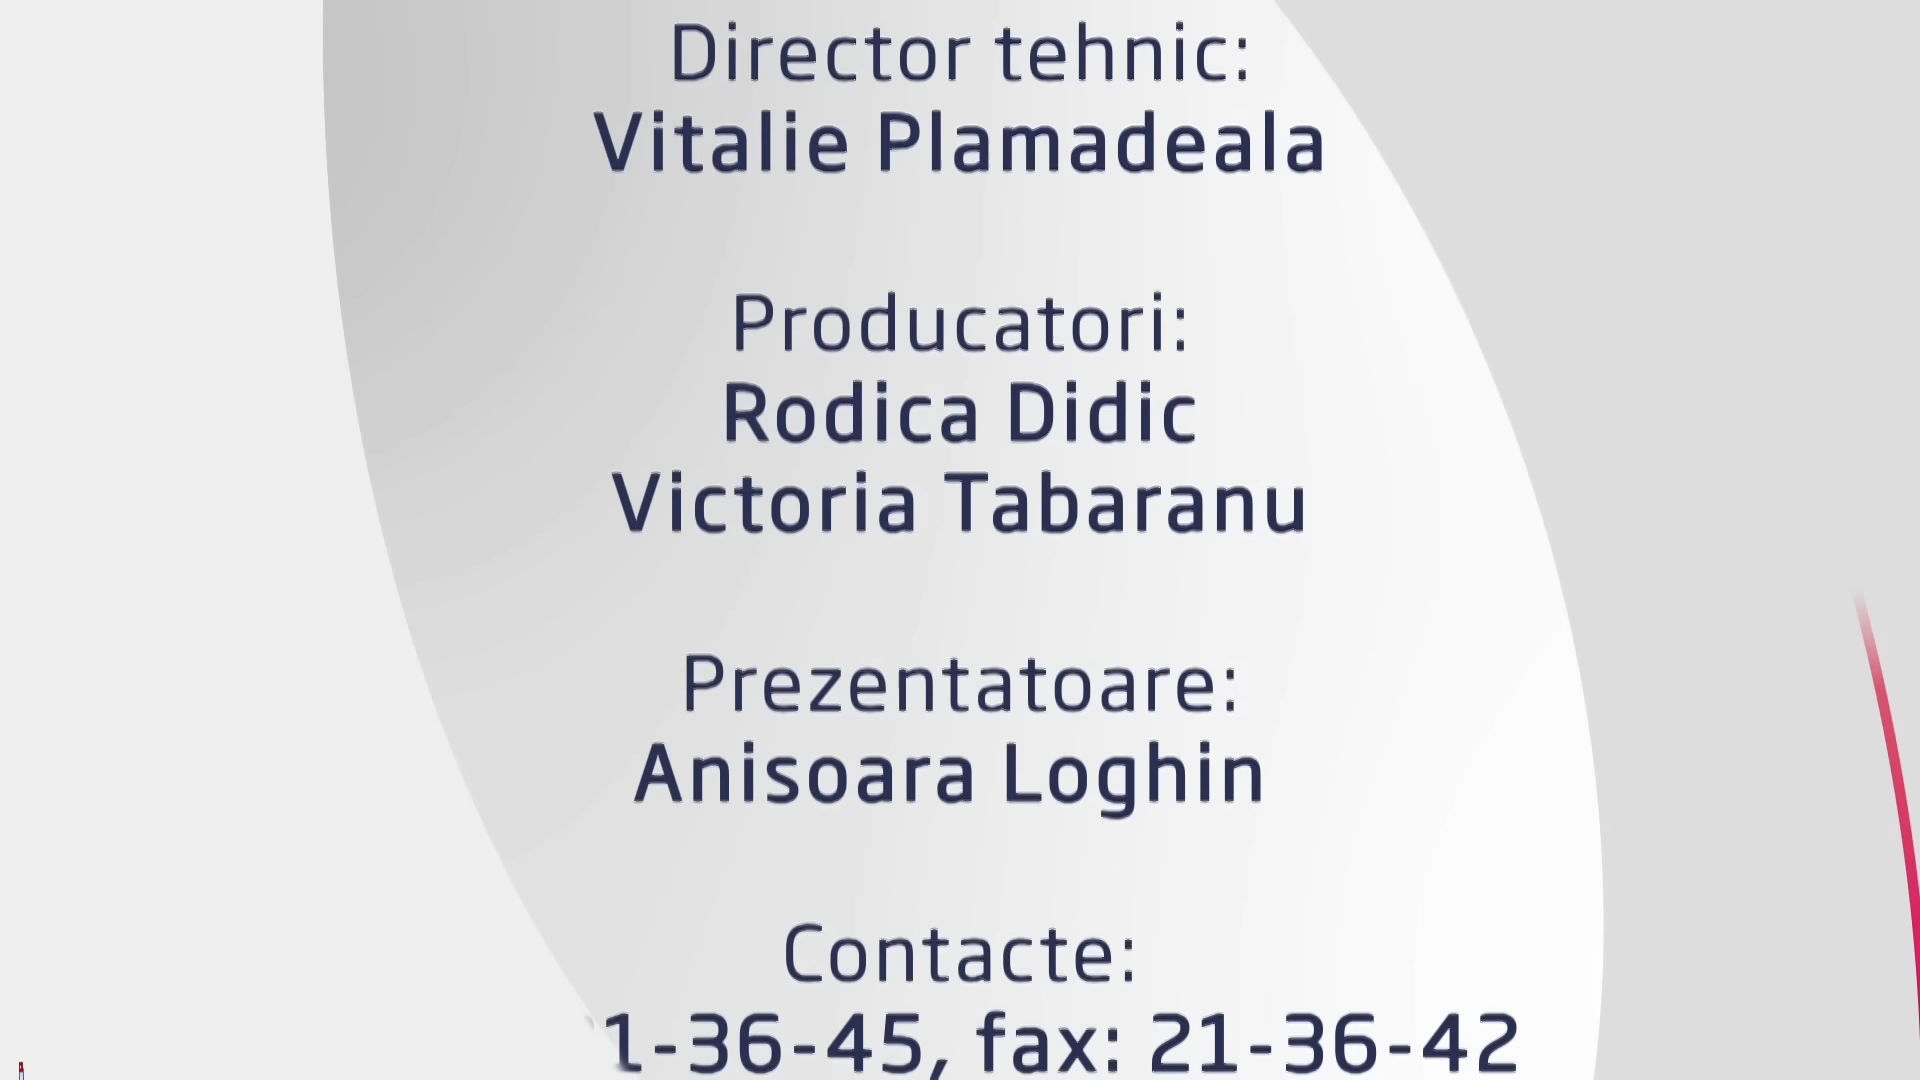 Director tehnic:
Vitalie Plamadeala
Producatori:
Rodica Didic
Victoria Tabaranu
Prezentatoare:
Anisoara Loghin
Contacte:
1-36-45, fax: 21-36-42